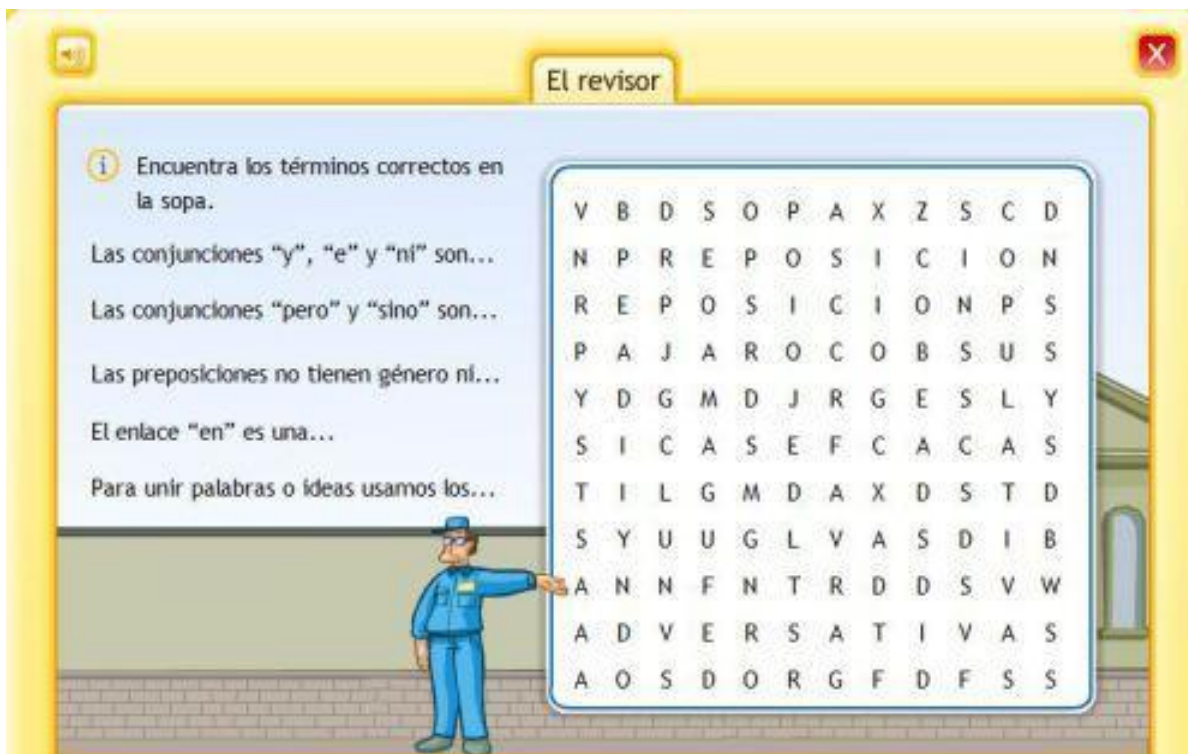 El revisor
X
i Encuentra los términos correctos en
la sopa.
Las conjunciones “y”, “e” y “ni” son...
Las conjunciones “pero” y “sino” son...
Las preposiciones no tienen género ni...
El enlace “en” es una...
Para unir palabras o ideas usamos los...
V B D S O P A X Z S C D
N P R E P O S I C I O N
R E P O S I C I O N P S
P A J A R O C O B S U S
Y D G M D J R G E S L Y
S I C A S E F C A C A S
T I L G M D A X D S T D
S Y U U G L V A S D I B
A N N F N T R D D S V W
A D V E R S A T I V A S
A O S D O R G F D F S S